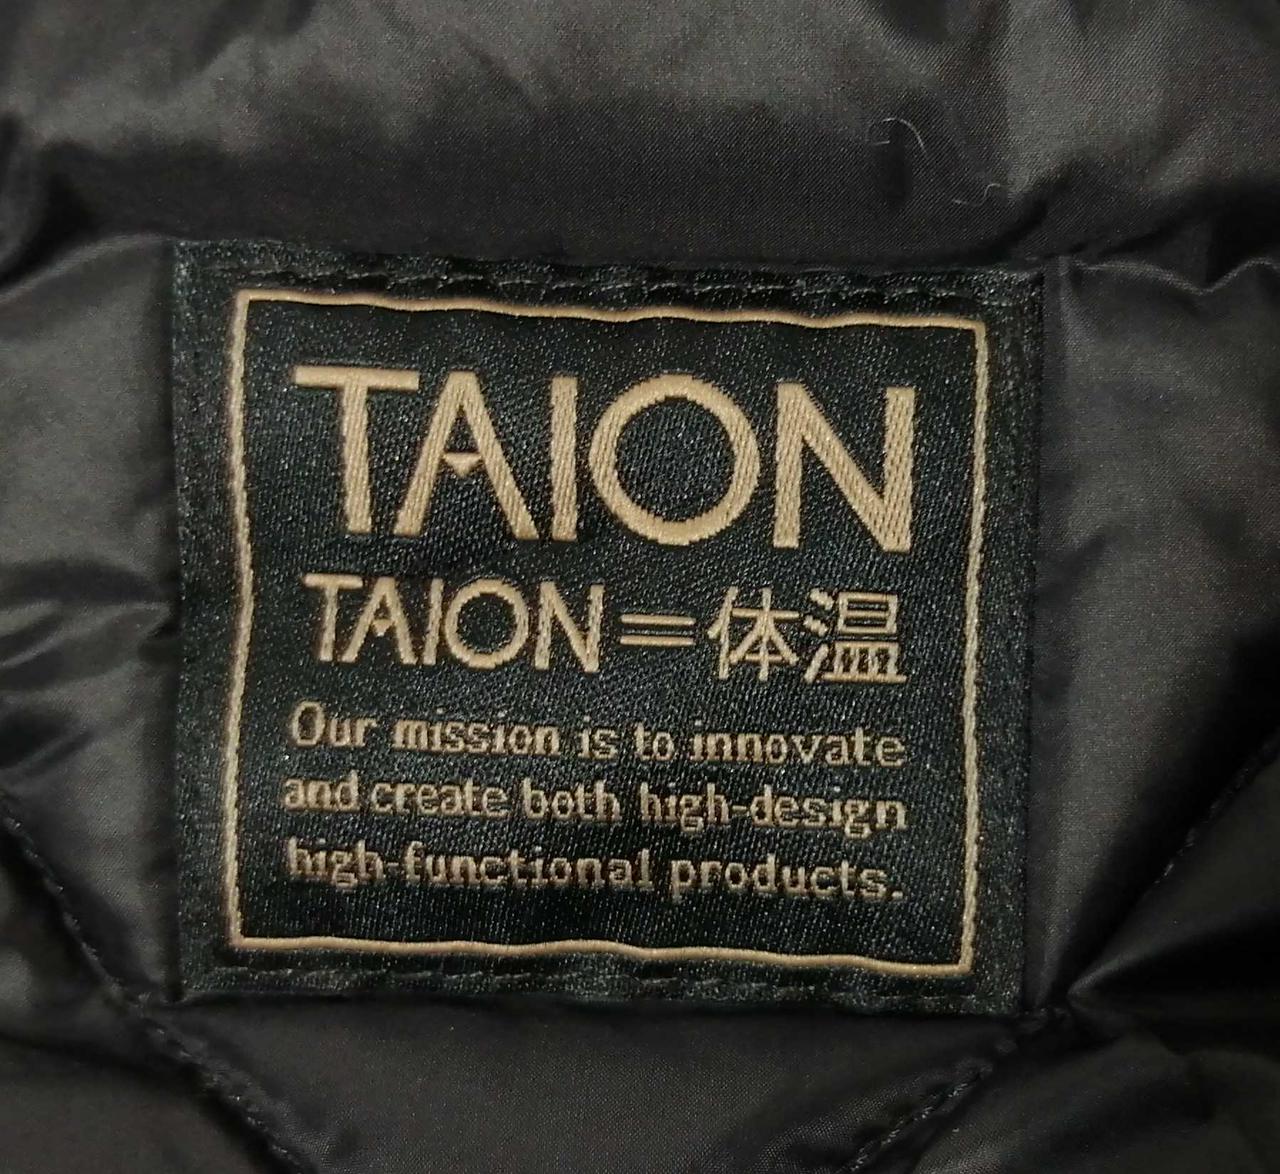 TAION
TAION=体温
Our mission is to innovate
and create both high-design
high-functional products.